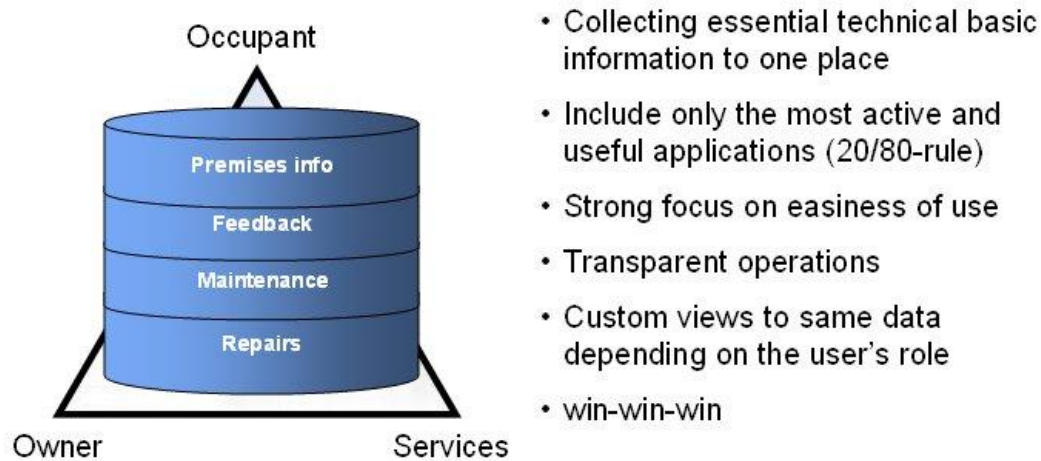 Occupant
Premises info
Feedback
Maintenance
Repairs
Owner
Services
• Collecting essential technical basic
information to one place
• Include only the most active and
useful applications (20/80-rule)
• Strong focus on easiness of use
• Transparent operations
• Custom views to same data
depending on the user's role
• win-win-win